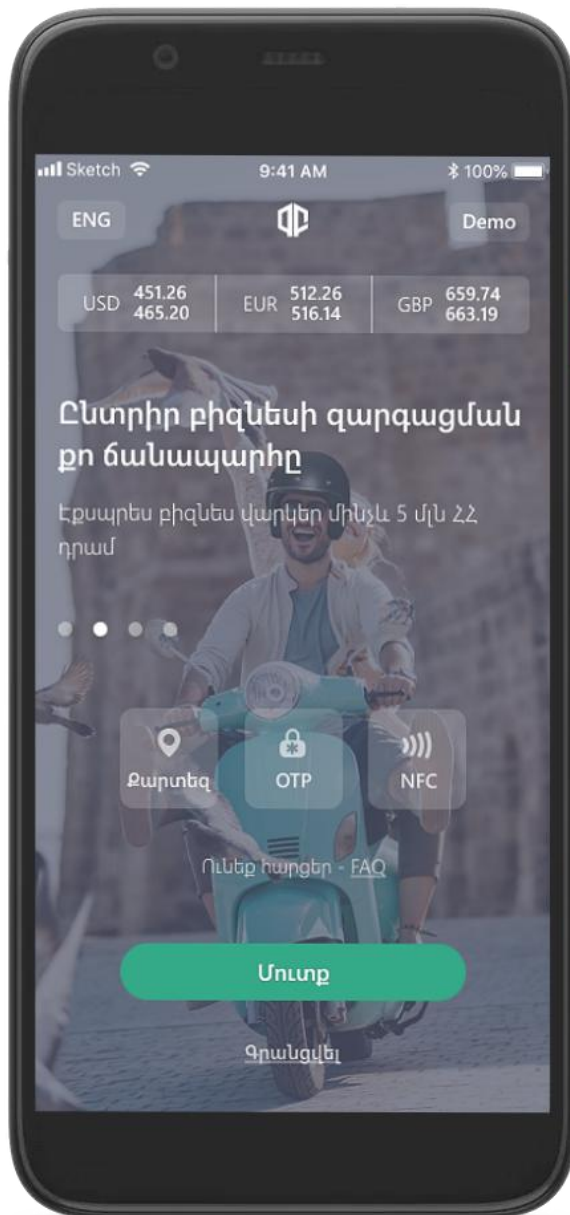 Sketch 9:41 AM 100%
ENG Demo
USD 451.26 465.20 EUR 512.26 516.14 GBP 659.74 663.19
Ընտրիր բիզնեսի զարգացման
քո ճանապարհը
Էքսպրես բիզնես վարկեր մինչև 5 մլն ՀՀ
դրամ
Քարտեզ OTP NFC
Ունեք հարցեր - FAQ
Մուտք
Գրանցվել